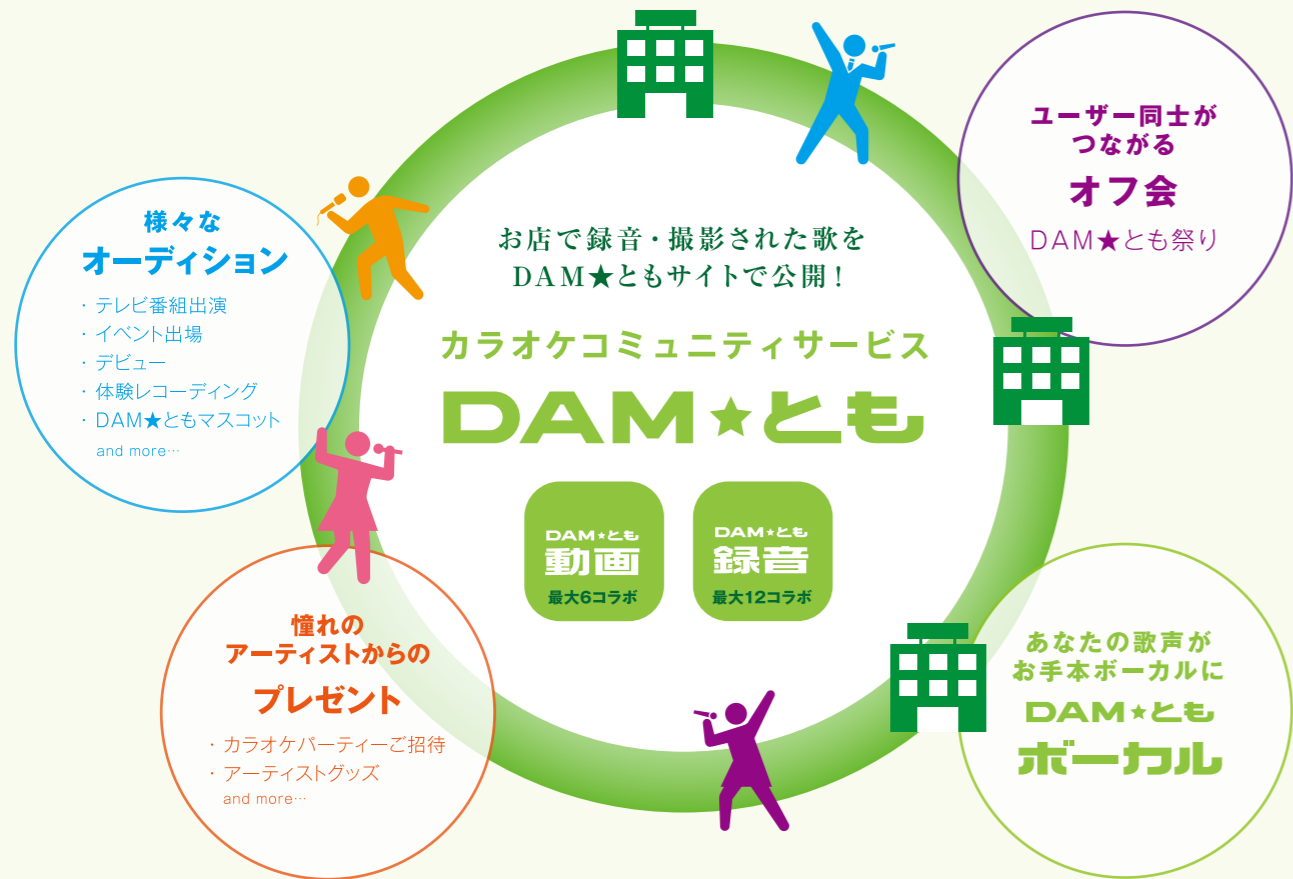 お店で録音・撮影された歌を
DAM★ともサイトで公開！
カラオケコミュニティサービス
DAM★とも
DAM★とも
動画
最大6コラボ
DAM★とも
録音
最大12コラボ
様々な
オーディション
・テレビ番組出演
・イベント出場
・デビュー
・体験レコーディング
・DAM★ともマスコット
and more…
ユーザー同士が
つながる
オフ会
DAM★とも祭り
憧れの
アーティストからの
プレゼント
・カラオケパーティーご招待
・アーティストグッズ
and more…
あなたの歌声が
お手本ボーカルに
DAM★とも
ボーカル